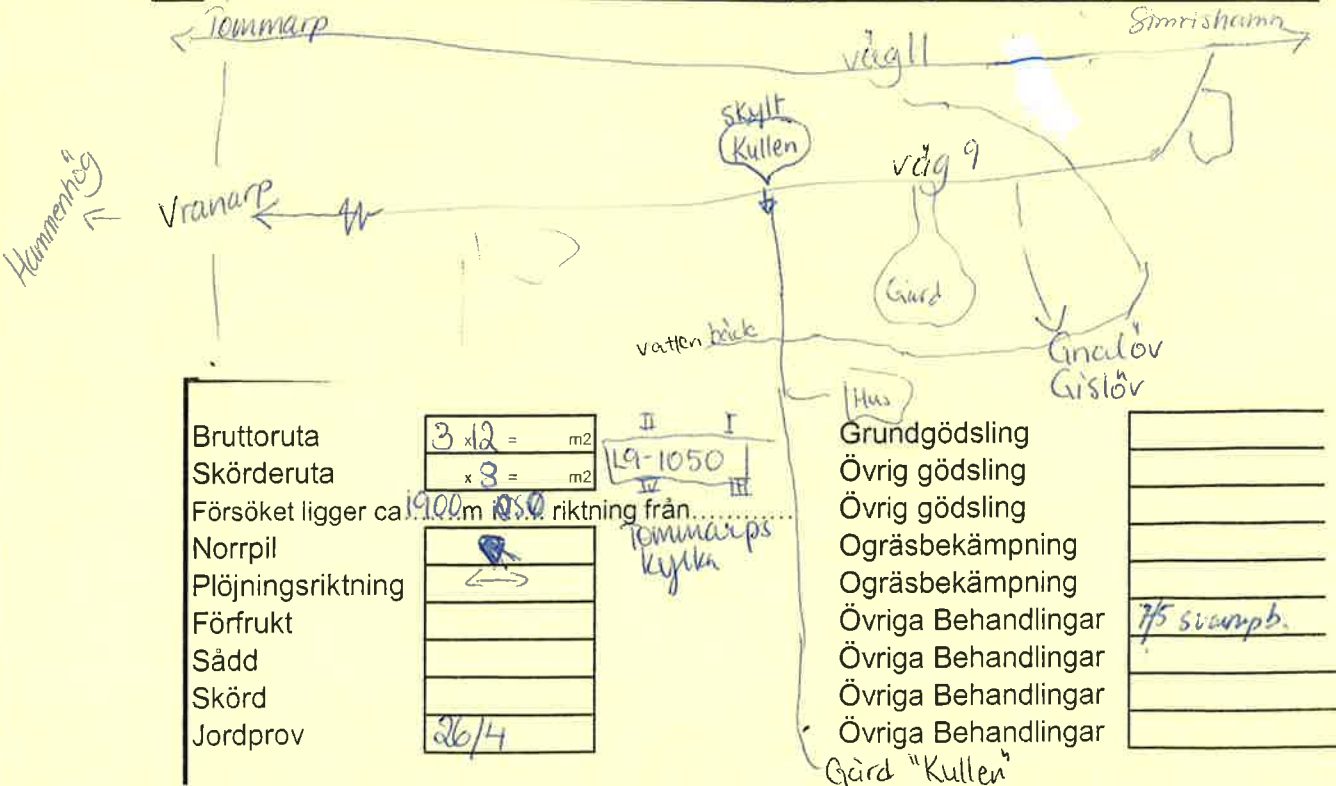 Tommarp
Simrishamn
väg 11
skylt
Kullen
väg 9
Hammenhög
Vranarp
Gård
vatten bäck
Gnalöv
Gislöv
Hus
Bruttoruta 3 x 12 = m2
II I
L9-1050
IV III
Skörderuta x 8 = m2
Försöket ligger ca 1900 m i riktning från
Tommarps
kyrka
Norrpil
Plöjningsriktning
Förfrukt
Sådd
Skörd
Jordprov 26/4
Grundgödsling
Övrig gödsling
Övrig gödsling
Ogräsbekämpning
Ogräsbekämpning
Övriga Behandlingar 7/5 svampb.
Övriga Behandlingar
Övriga Behandlingar
Övriga Behandlingar
Gård "Kullen"